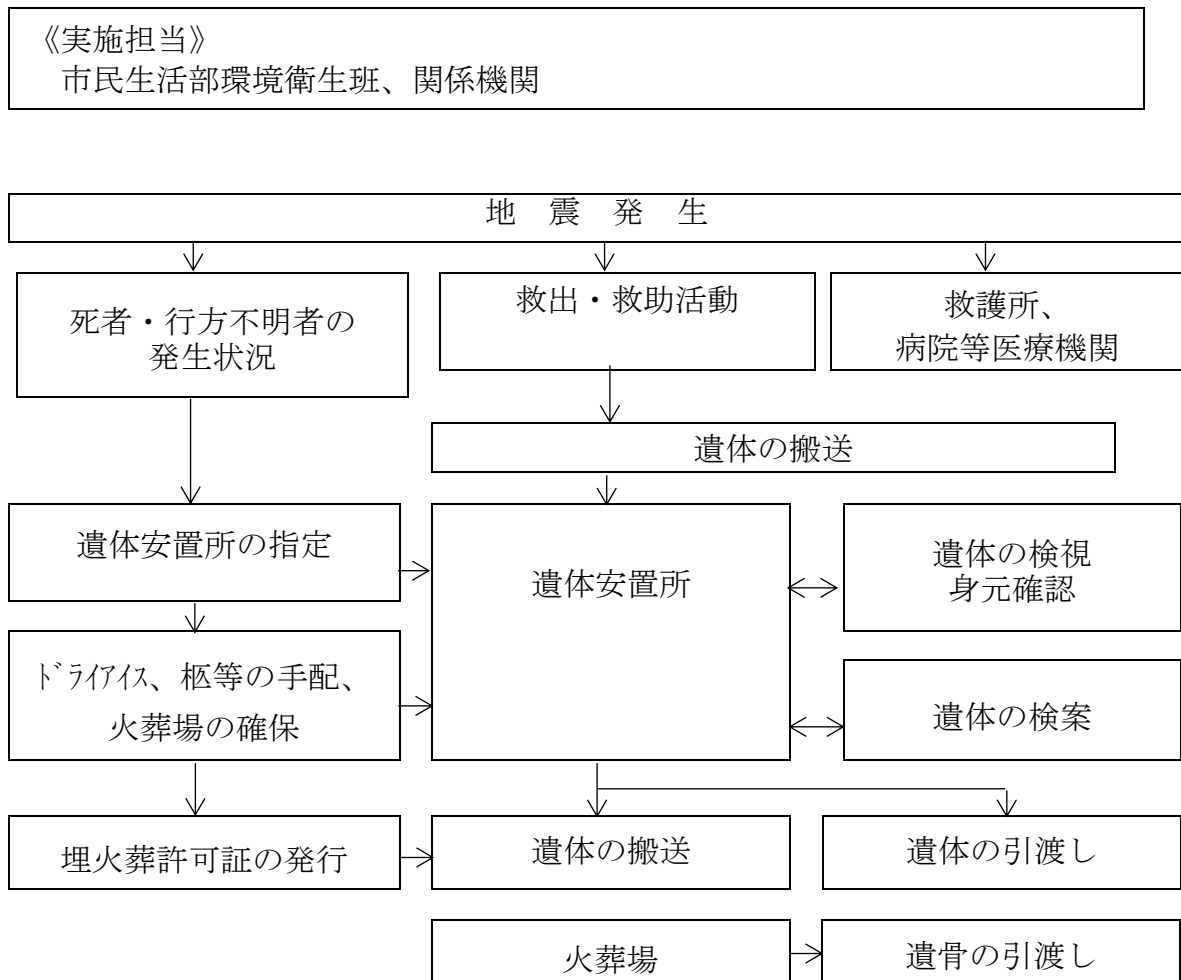 《実施担当》
市民生活部環境衛生班、関係機関
地 震 発 生
死者・行方不明者の
発生状況
救出・救助活動
救護所、
病院等医療機関
遺体の搬送
遺体安置所の指定
遺体安置所
遺体の検視
身元確認
ﾄﾞﾗｲｱｲｽ、柩等の手配、
火葬場の確保
遺体の検案
埋火葬許可証の発行
遺体の搬送
遺体の引渡し
火葬場
遺骨の引渡し